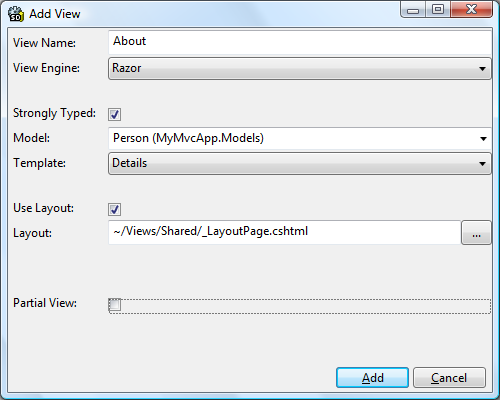 Add View
View Name: About
View Engine: Razor
Strongly Typed:
Model: Person (MyMvcApp.Models)
Template: Details
Use Layout:
Layout: ~/Views/Shared/_LayoutPage.cshtml ...
Partial View:
Add Cancel